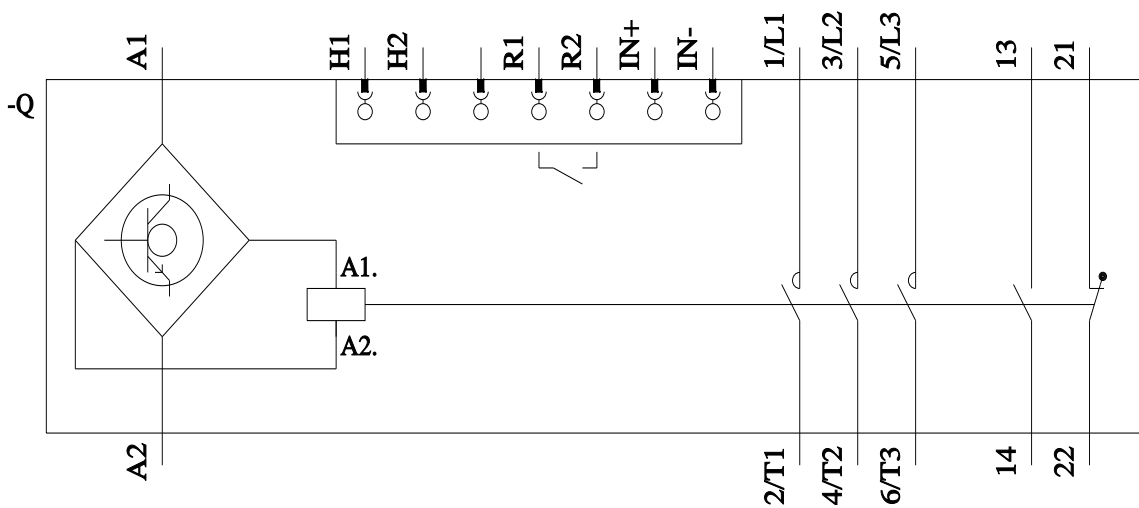 A1
H1
H2
R1
R2
IN+
IN-
1/L1
3/L2
5/L3
13
21
-Q
A1.
A2.
A2
2/T1
4/T2
6/T3
14
22